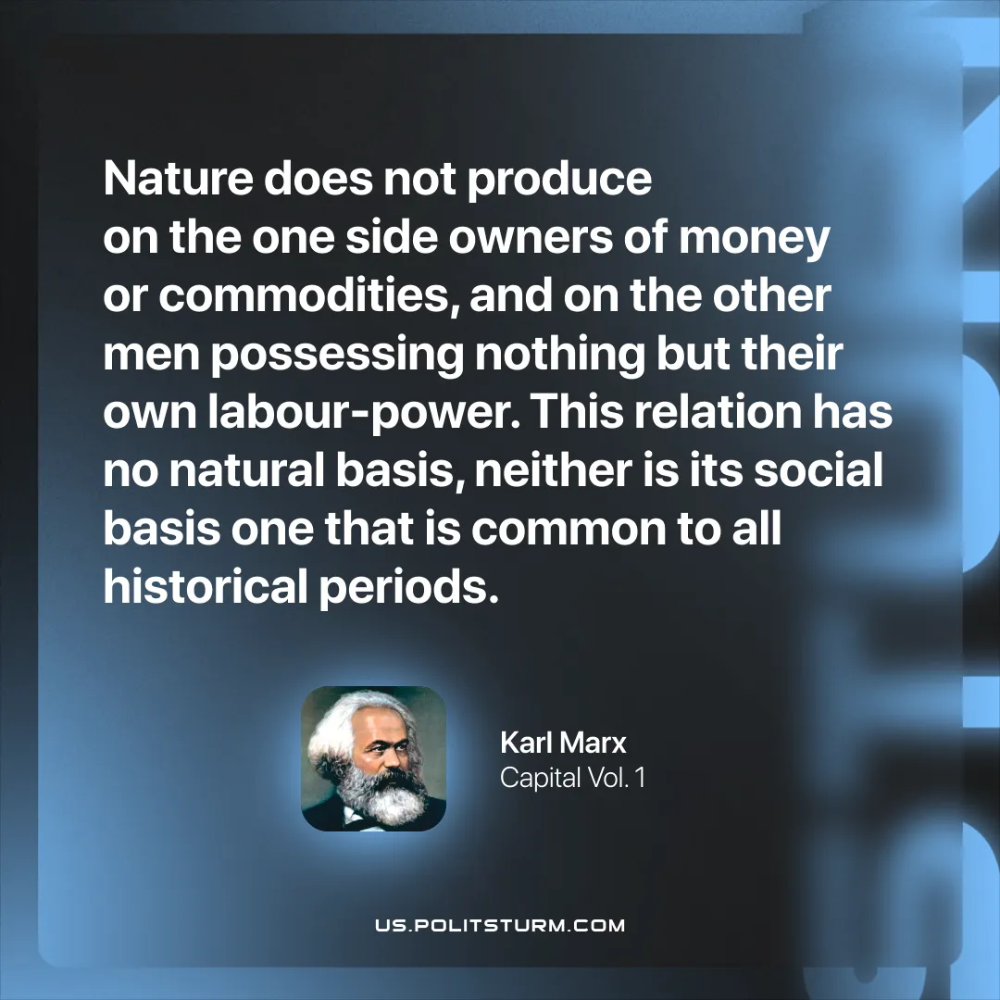 Nature does not produce
on the one side owners of money
or commodities, and on the other
men possessing nothing but their
own labour-power. This relation has
no natural basis, neither is its social
basis one that is common to all
historical periods.
Karl Marx
Capital Vol. 1
US.POLITSTURM.COM